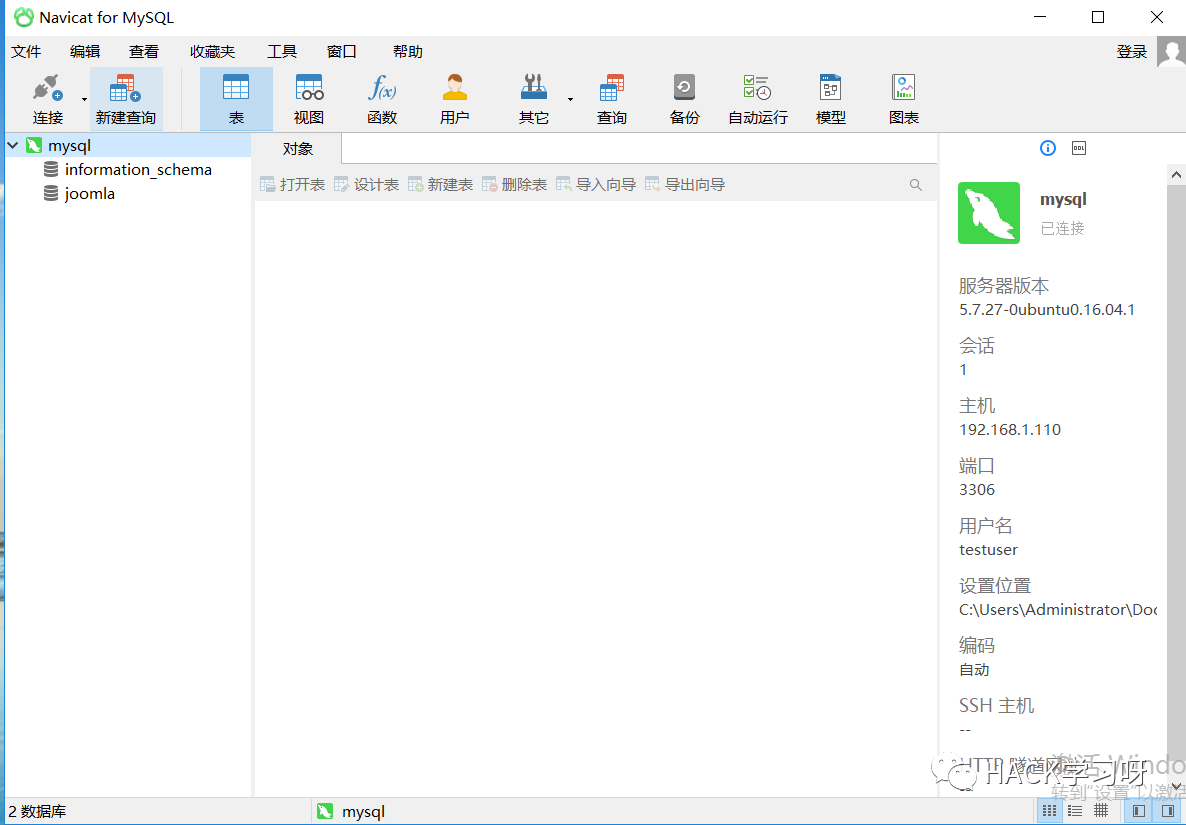 Navicat for MySQL
文件 编辑 查看 收藏夹 工具 窗口 帮助 登录
连接 新建查询 表 视图 函数 用户 其它 查询 备份 自动运行 模型 图表
mysql
information_schema
joomla
对象
打开表 设计表 新建表 删除表 导入向导 导出向导
DDL
mysql
已连接
服务器版本
5.7.27-0ubuntu0.16.04.1
会话
1
主机
192.168.1.110
端口
3306
用户名
testuser
设置位置
C:\Users\Administrator\Doc
编码
自动
SSH 主机
--
HTTP 隧道网
激活 Windo
HACK学习呀
转到"设置"以激活
2 数据库 mysql